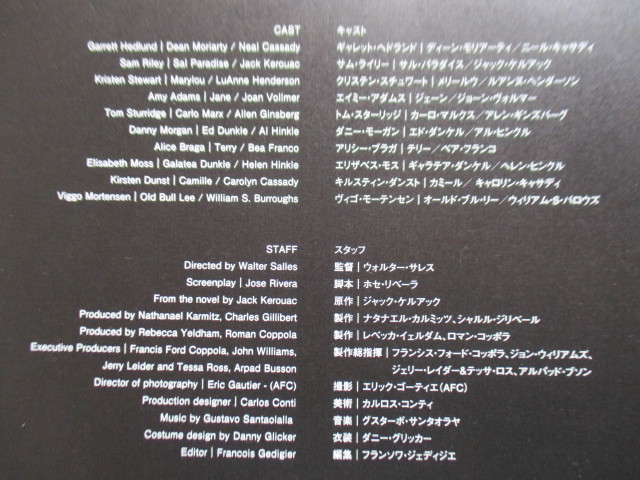 CAST キャスト
Garrett Hedlund | Dean Moriarty / Neal Cassady ギャレット・ヘドランド | ディーン・モリアーティ／ニール・キャサディ
Sam Riley | Sal Paradise / Jack Kerouac サム・ライリー | サル・パラダイス／ジャック・ケルアック
Kristen Stewart | Marylou / LuAnne Henderson クリステン・スチュワート | メリールウ／ルアンヌ・ヘンダーソン
Amy Adams | Jane / Joan Vollmer エイミー・アダムス | ジェーン／ジョーン・ヴォルマー
Tom Sturridge | Carlo Marx / Allen Ginsberg トム・スターリッジ | カーロ・マルクス／アレン・ギンズバーグ
Danny Morgan | Ed Dunkle / Al Hinkle ダニー・モーガン | エド・ダンケル／アル・ヒンクル
Alice Braga | Terry / Bea Franco アリシー・ブラガ | テリー／ベア・フランコ
Elisabeth Moss | Galatea Dunkle / Helen Hinkle エリザベス・モス | ギャラテア・ダンケル／ヘレン・ヒンクル
Kirsten Dunst | Camille / Carolyn Cassady キルスティン・ダンスト | カミール／キャロリン・キャサディ
Viggo Mortensen | Old Bull Lee / William S. Burroughs ヴィゴ・モーテンセン | オールド・ブル・リー／ウィリアム・S・バロウズ
STAFF スタッフ
Directed by Walter Salles 監督 | ウォルター・サレス
Screenplay | Jose Rivera 脚本 | ホセ・リベーラ
From the novel by Jack Kerouac 原作 | ジャック・ケルアック
Produced by Nathanael Karmitz, Charles Gillibert 製作 | ナタナエル・カルミッツ、シャルル・ジリベール
Produced by Rebecca Yeldham, Roman Coppola 製作 | レベッカ・イェルダム、ロマン・コッポラ
Executive Producers | Francis Ford Coppola, John Williams, 製作総指揮 | フランシス・フォード・コッポラ、ジョン・ウィリアムズ、
Jerry Leider and Tessa Ross, Arpad Busson ジェリー・レイダー&テッサ・ロス、アルパッド・ブソン
Director of photography | Eric Gautier - (AFC) 撮影 | エリック・ゴーティエ(AFC)
Production designer | Carlos Conti 美術 | カルロス・コンティ
Music by Gustavo Santaolalla 音楽 | グスターボ・サンタオラヤ
Costume design by Danny Glicker 衣装 | ダニー・グリッカー
Editor | Francois Gedigier 編集 | フランソワ・ジェディジエ